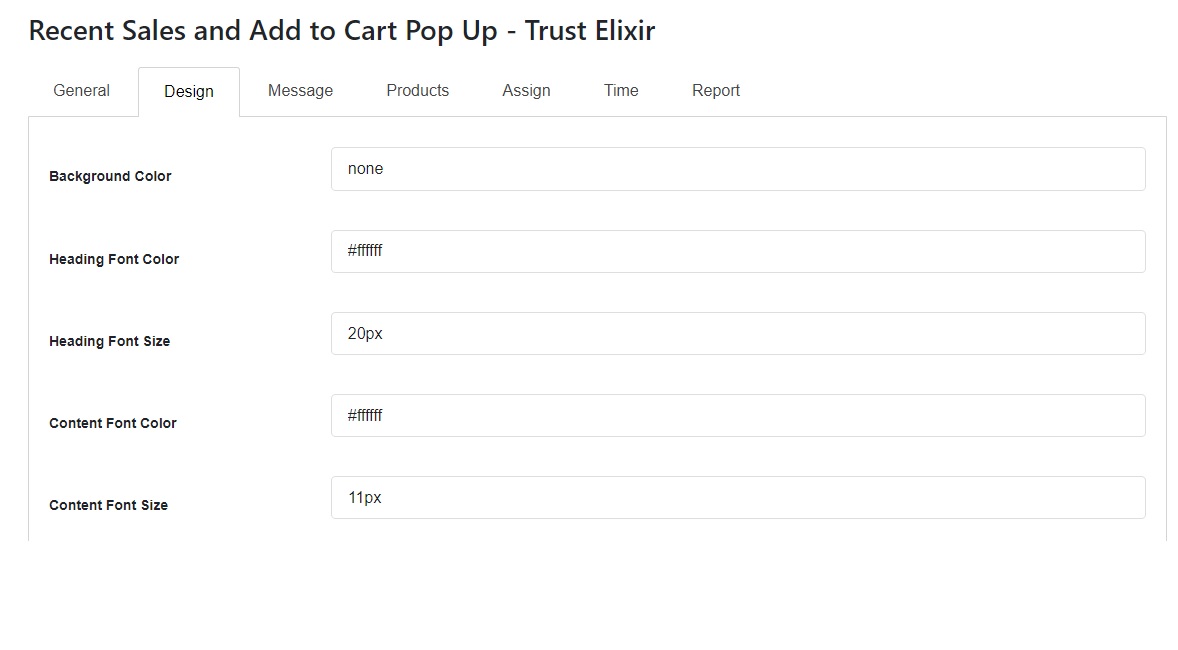 Recent Sales and Add to Cart Pop Up - Trust Elixir
General Design Message Products Assign Time Report
Background Color none
Heading Font Color #ffffff
Heading Font Size 20px
Content Font Color #ffffff
Content Font Size 11px